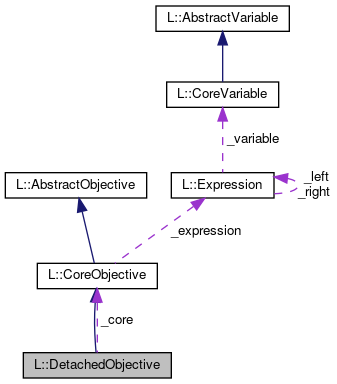 L::AbstractVariable
L::CoreVariable
_variable
L::AbstractObjective
L::Expression
_left
_right
_expression
L::CoreObjective
_core
L::DetachedObjective